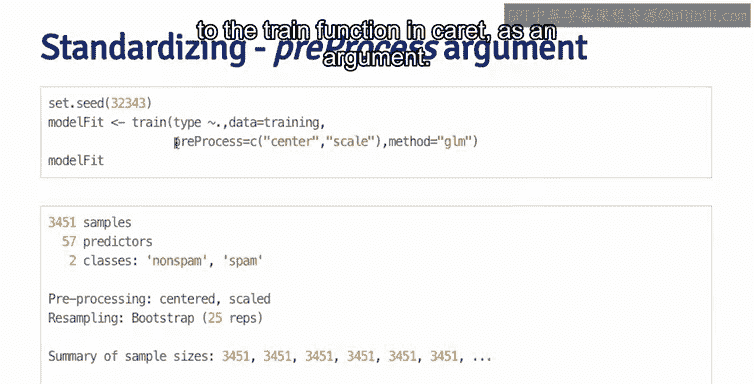 to the train function in caret, as an
argument.
Standardizing - preProcess argument
set.seed(32343)
modelFit <- train(type ~.,data=training,
preProcess=c("center","scale"),method="glm")
modelFit
3451 samples
57 predictors
2 classes: 'nonspam', 'spam'
Pre-processing: centered, scaled
Resampling: Bootstrap (25 reps)
Summary of sample sizes: 3451, 3451, 3451, 3451, 3451, 3451, ...